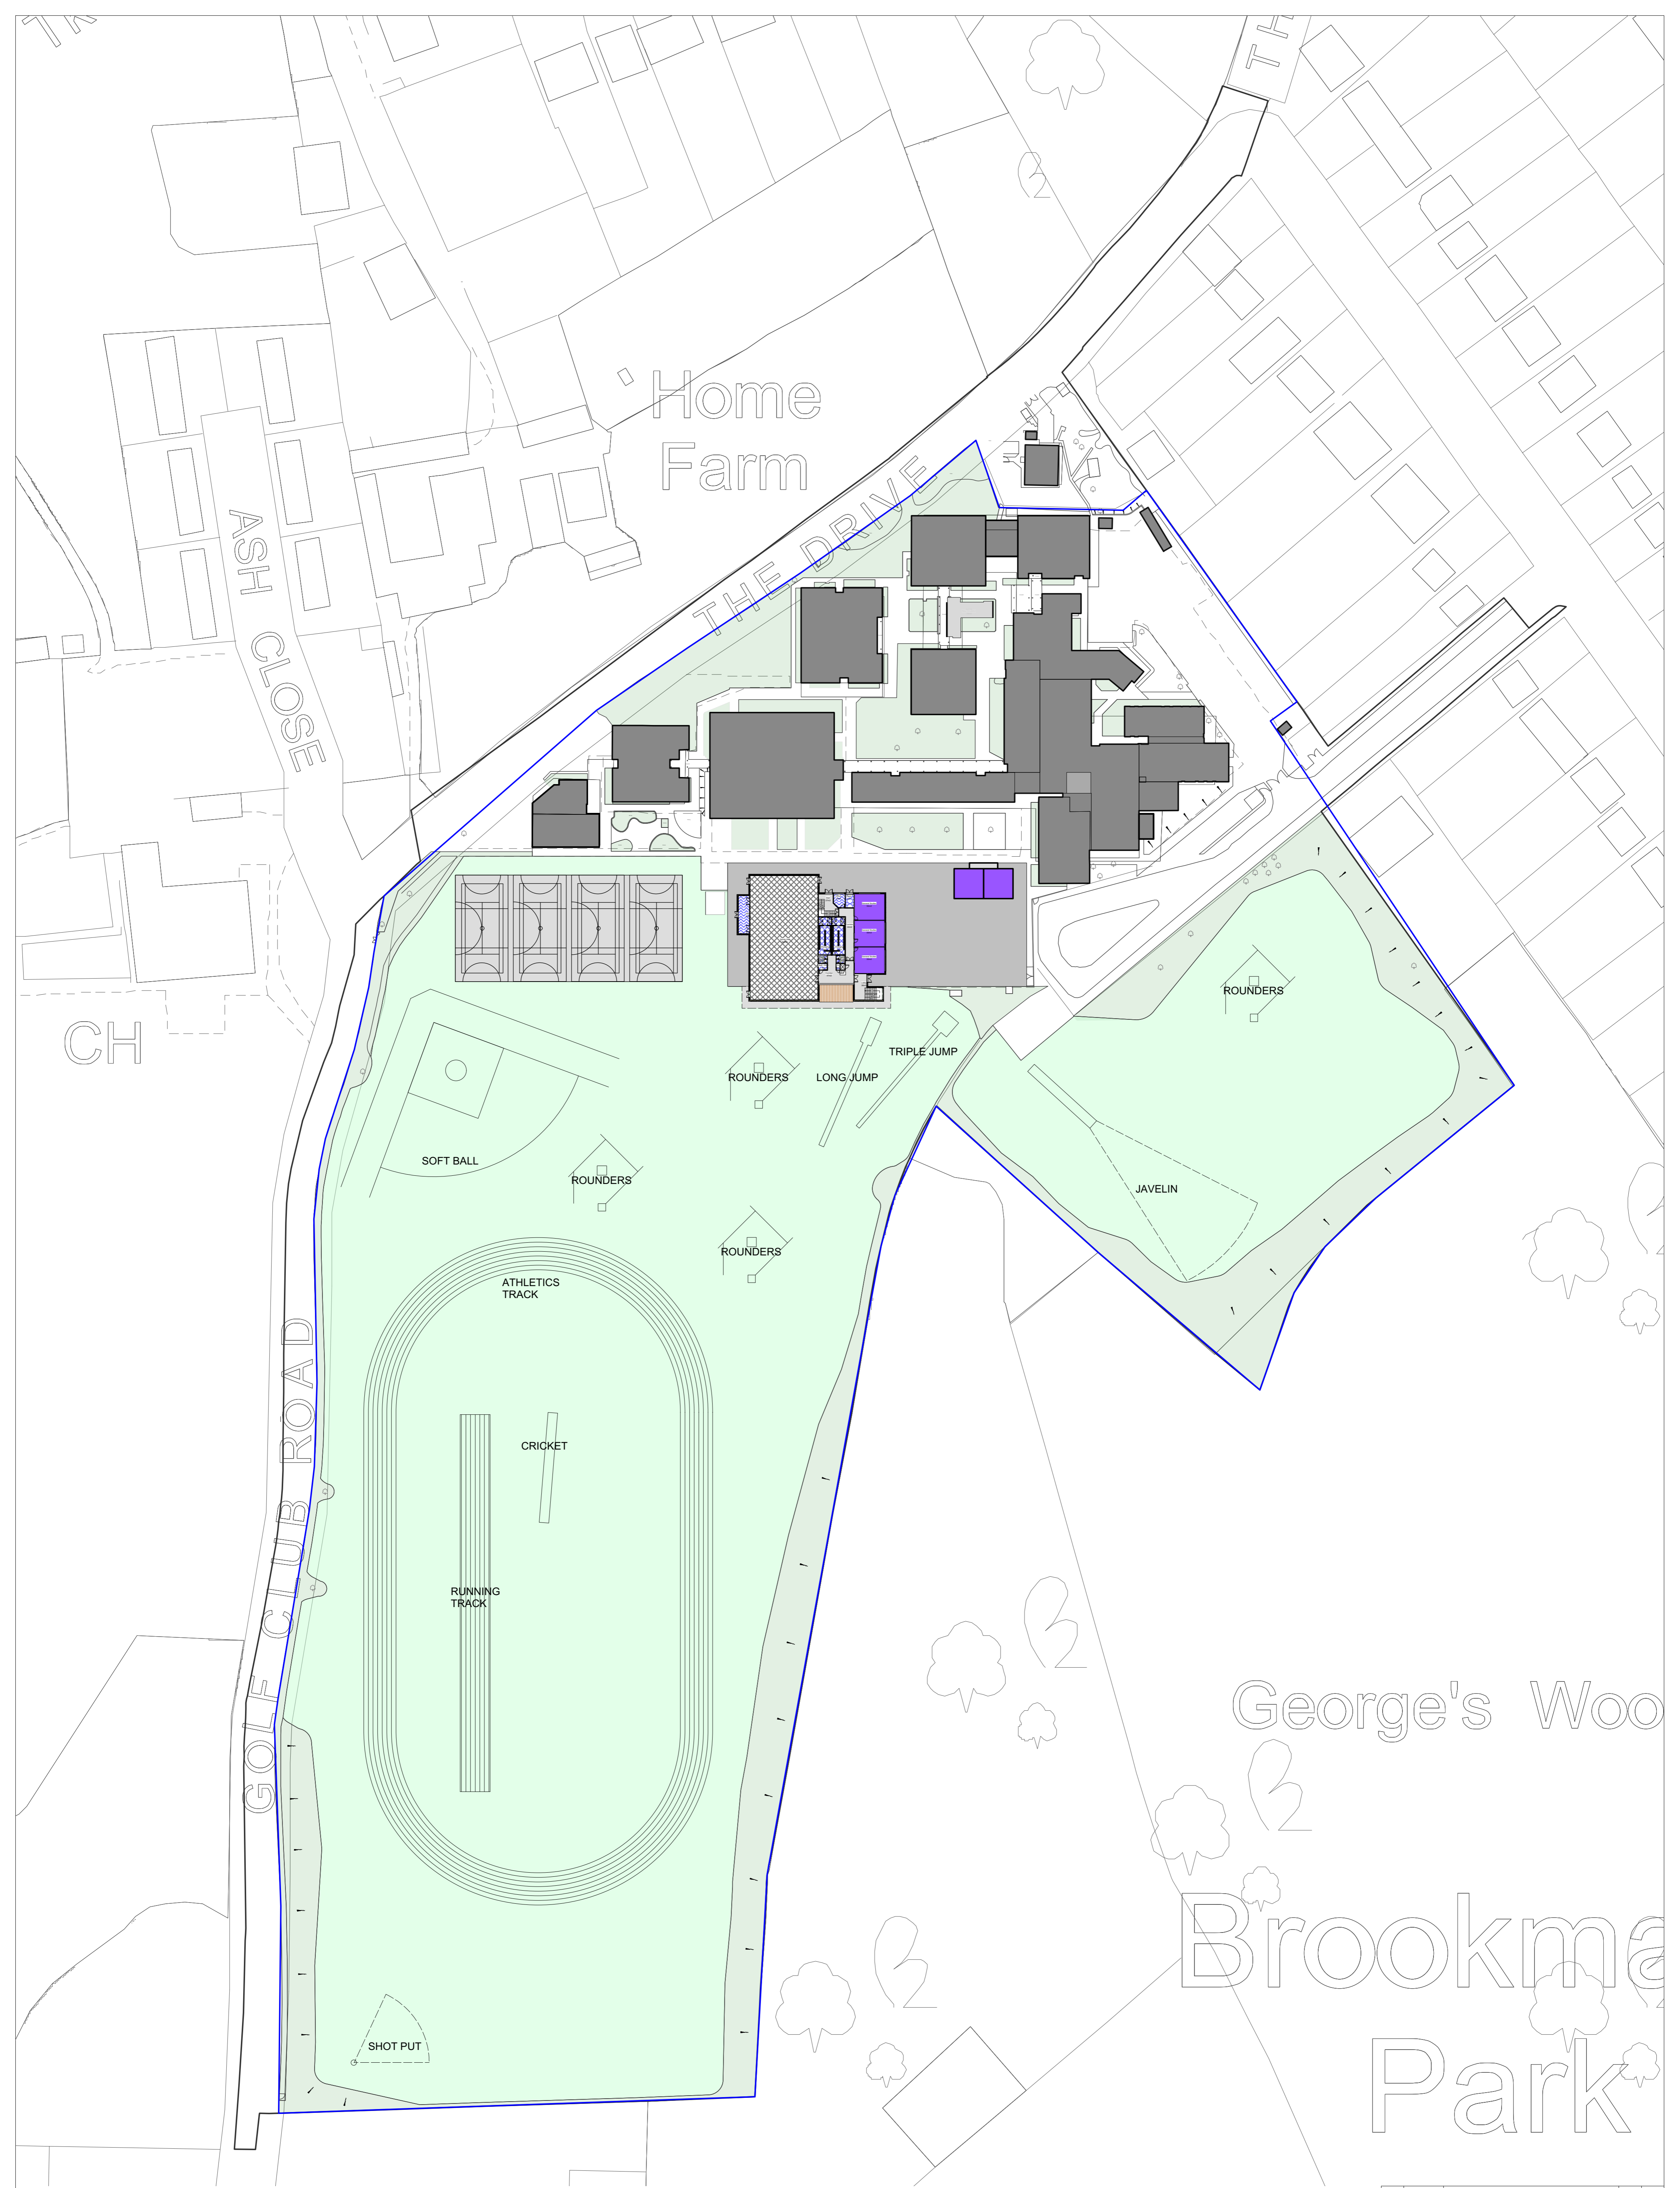 Home
Farm
THE DRIVE
ASH CLOSE
CH
ROUNDERS
TRIPLE JUMP
LONG JUMP
ROUNDERS
SOFT BALL
ROUNDERS
JAVELIN
ROUNDERS
ATHLETICS
TRACK
GOLF CLUB ROAD
CRICKET
RUNNING
TRACK
George's Woo
Brookma
Park
SHOT PUT